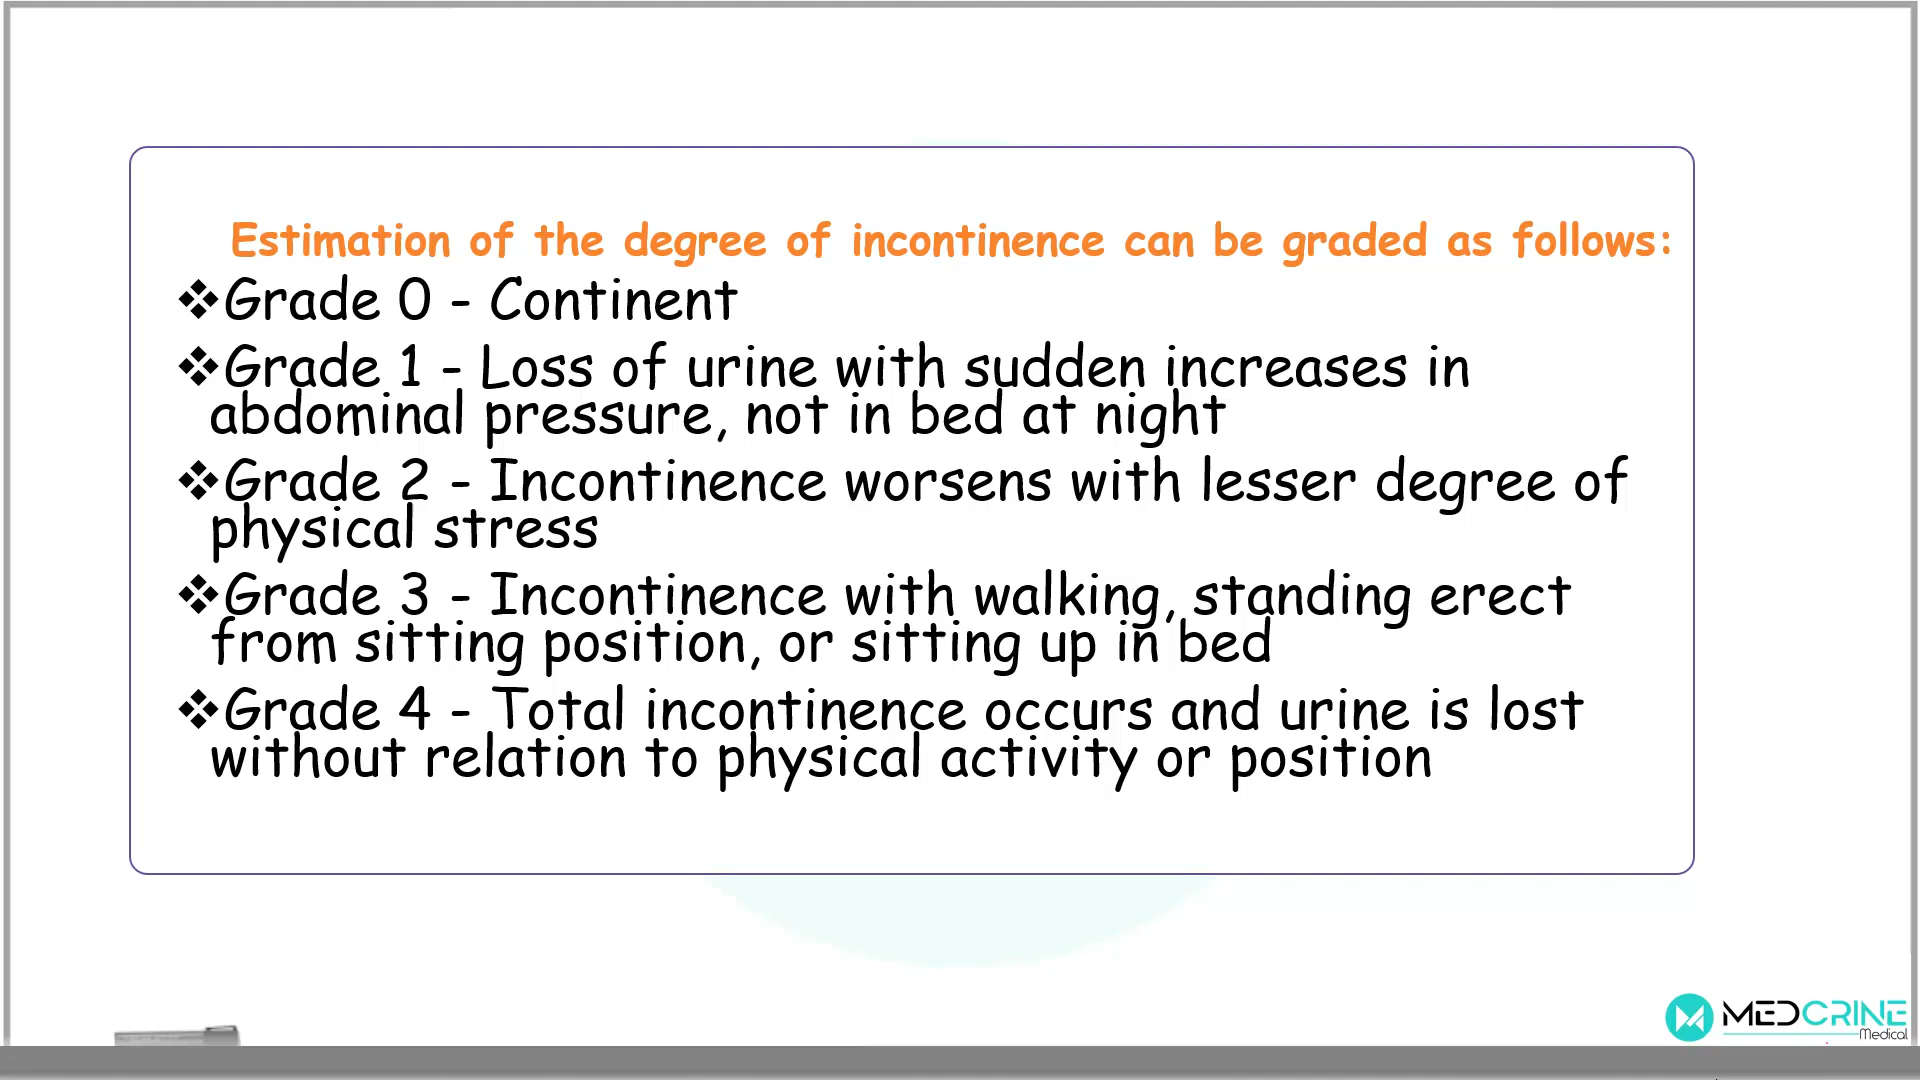 Estimation of the degree of incontinence can be graded as follows:
❖Grade 0 - Continent
❖Grade 1 - Loss of urine with sudden increases in
abdominal pressure, not in bed at night
❖Grade 2 - Incontinence worsens with lesser degree of
physical stress
❖Grade 3 - Incontinence with walking, standing erect
from sitting position, or sitting up in bed
❖Grade 4 - Total incontinence occurs and urine is lost
without relation to physical activity or position
MEDCRINE
Medical